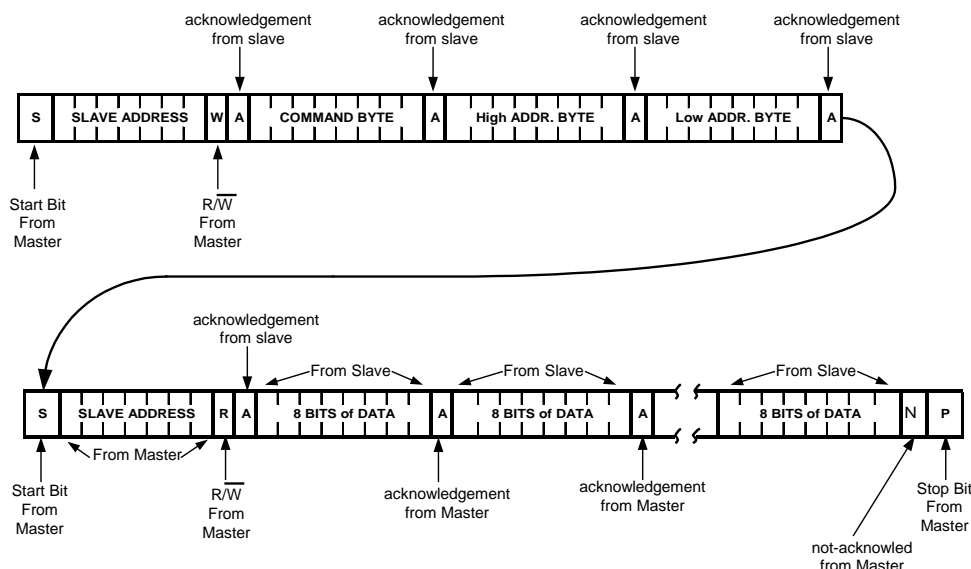 acknowledgement
from slave
acknowledgement
from slave
acknowledgement
from slave
acknowledgement
from slave
S SLAVE ADDRESS W A COMMAND BYTE A High ADDR. BYTE A Low ADDR. BYTE A
Start Bit
From
Master
R/W
From
Master
acknowledgement
from slave
From Slave
From Slave
From Slave
S SLAVE ADDRESS R A 8 BITS of DATA A 8 BITS of DATA A 8 BITS of DATA N P
From Master
Start Bit
From
Master
R/W
From
Master
acknowledgement
from Master
acknowledgement
from Master
Stop Bit
From
Master
not-acknowled
from Master